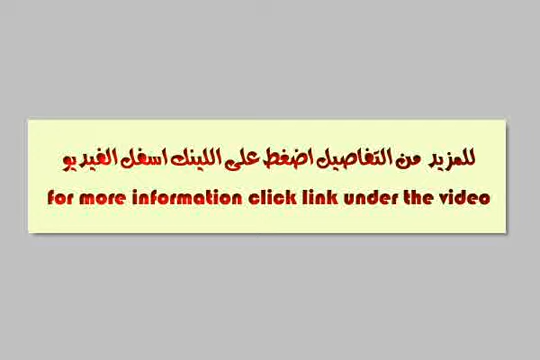 للمزيد من التفاصيل اضغط على اللينك اسفل الفيديو
for more information click link under the video